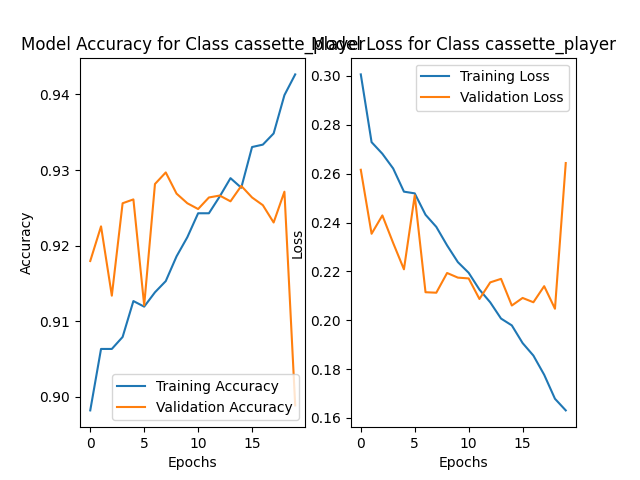 Model Accuracy for Class cassette_player
Model Loss for Class cassette_player
Accuracy
0.94
0.93
0.92
0.91
0.90
Training Accuracy
Validation Accuracy
0 5 10 15
Epochs
Loss
0.30
0.28
0.26
0.24
0.22
0.20
0.18
0.16
Training Loss
Validation Loss
0 5 10 15
Epochs